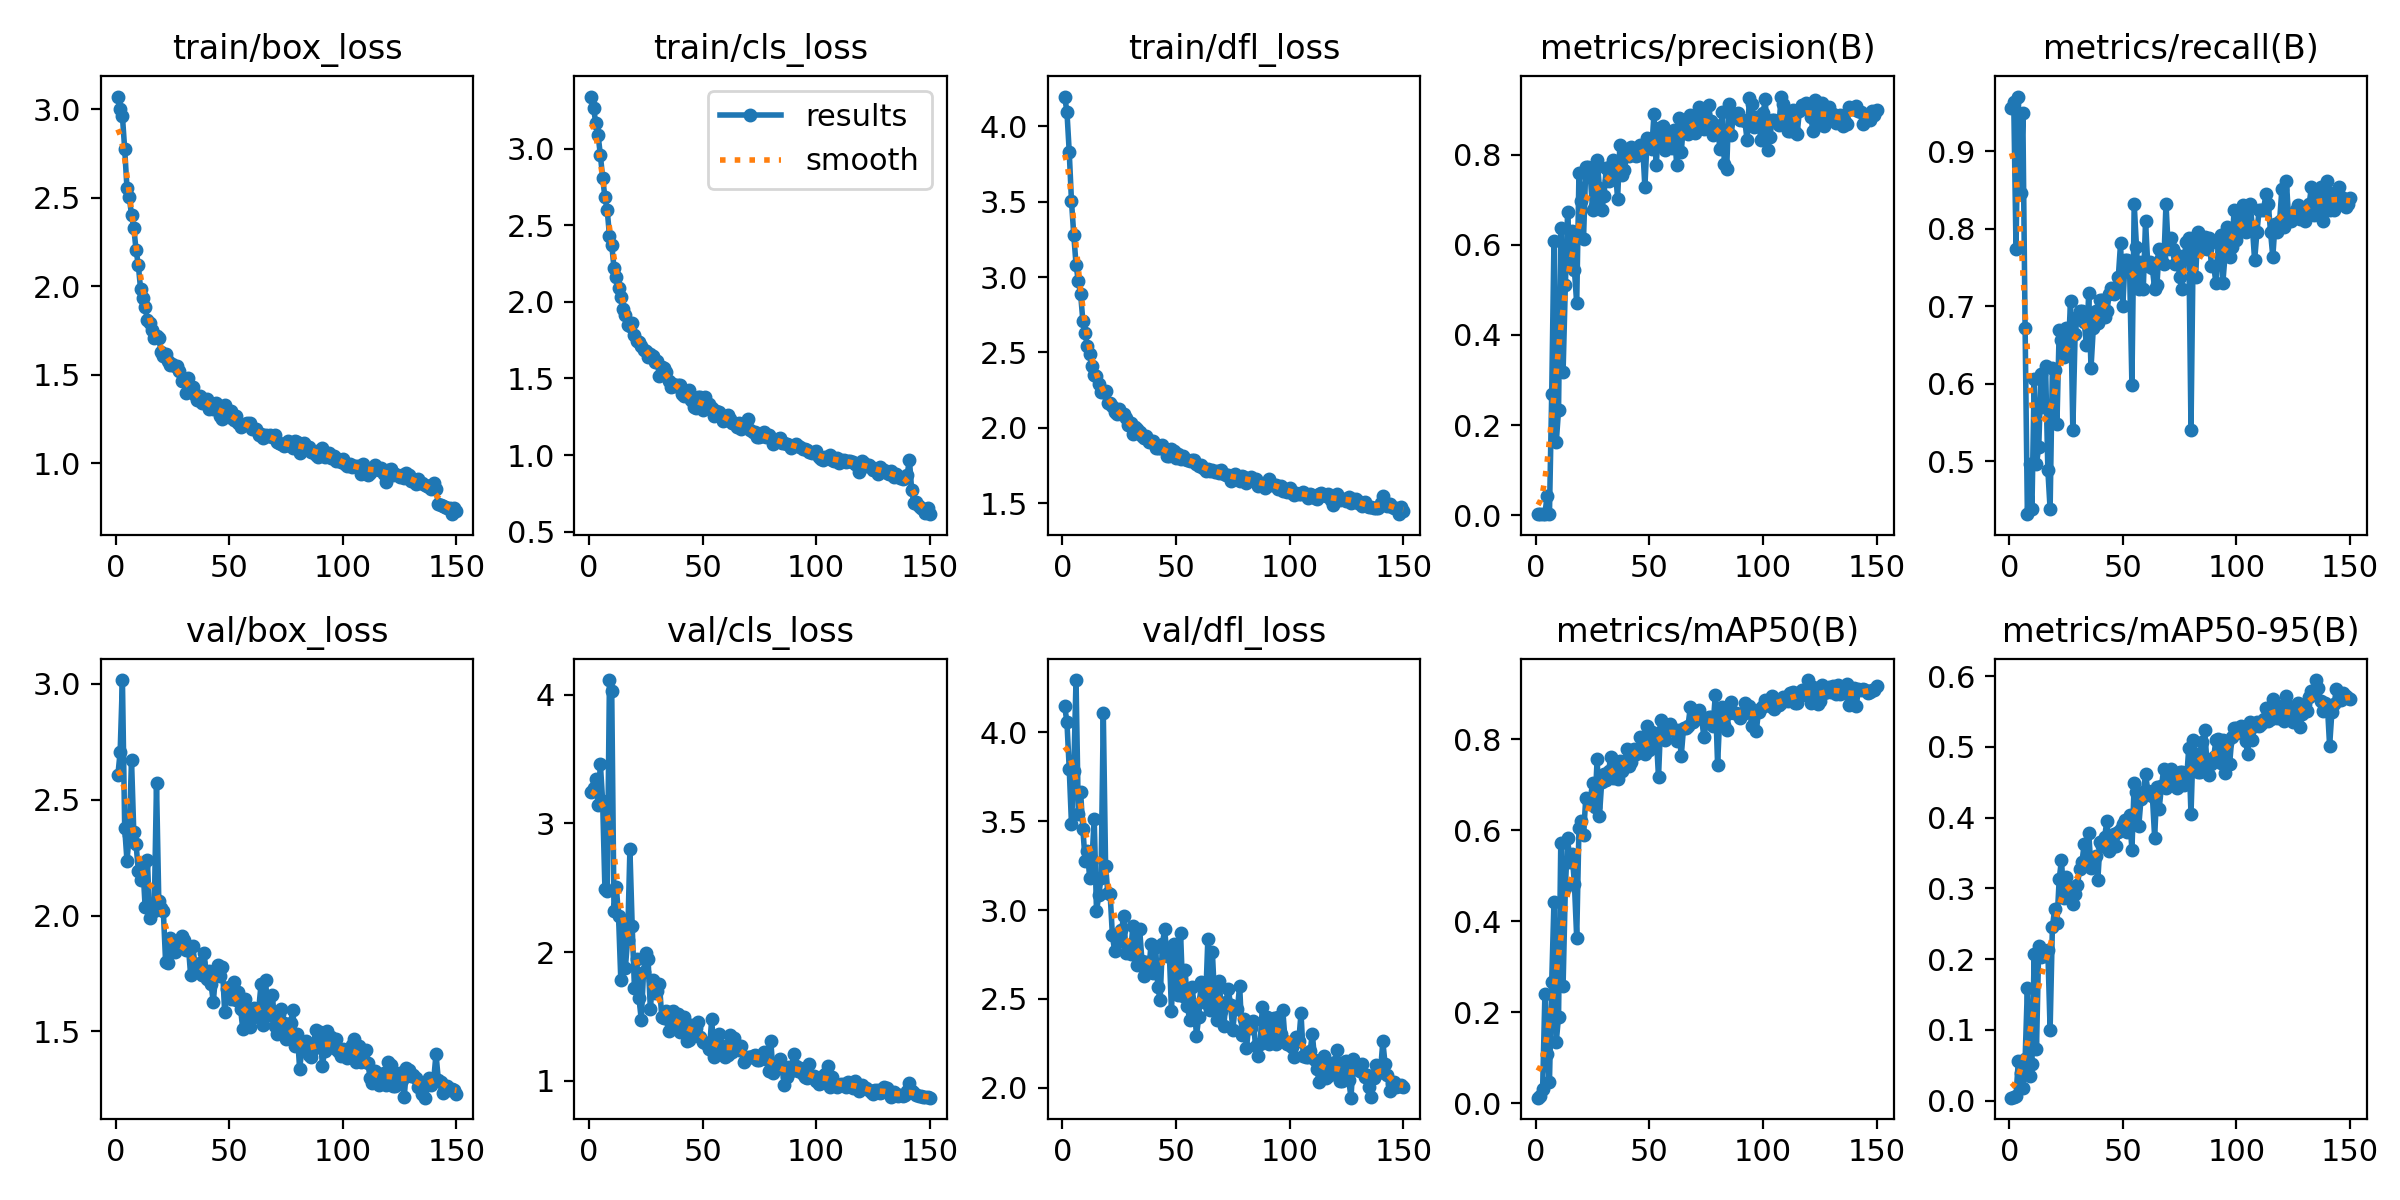 train/box_loss
3.0
2.5
2.0
1.5
1.0
0 50 100 150
train/cls_loss
results
smooth
3.0
2.5
2.0
1.5
1.0
0.5
0 50 100 150
train/dfl_loss
4.0
3.5
3.0
2.5
2.0
1.5
0 50 100 150
metrics/precision(B)
0.8
0.6
0.4
0.2
0.0
0 50 100 150
metrics/recall(B)
0.9
0.8
0.7
0.6
0.5
0 50 100 150
val/box_loss
3.0
2.5
2.0
1.5
0 50 100 150
val/cls_loss
4
3
2
1
0 50 100 150
val/dfl_loss
4.0
3.5
3.0
2.5
2.0
0 50 100 150
metrics/mAP50(B)
0.8
0.6
0.4
0.2
0.0
0 50 100 150
metrics/mAP50-95(B)
0.6
0.5
0.4
0.3
0.2
0.1
0.0
0 50 100 150